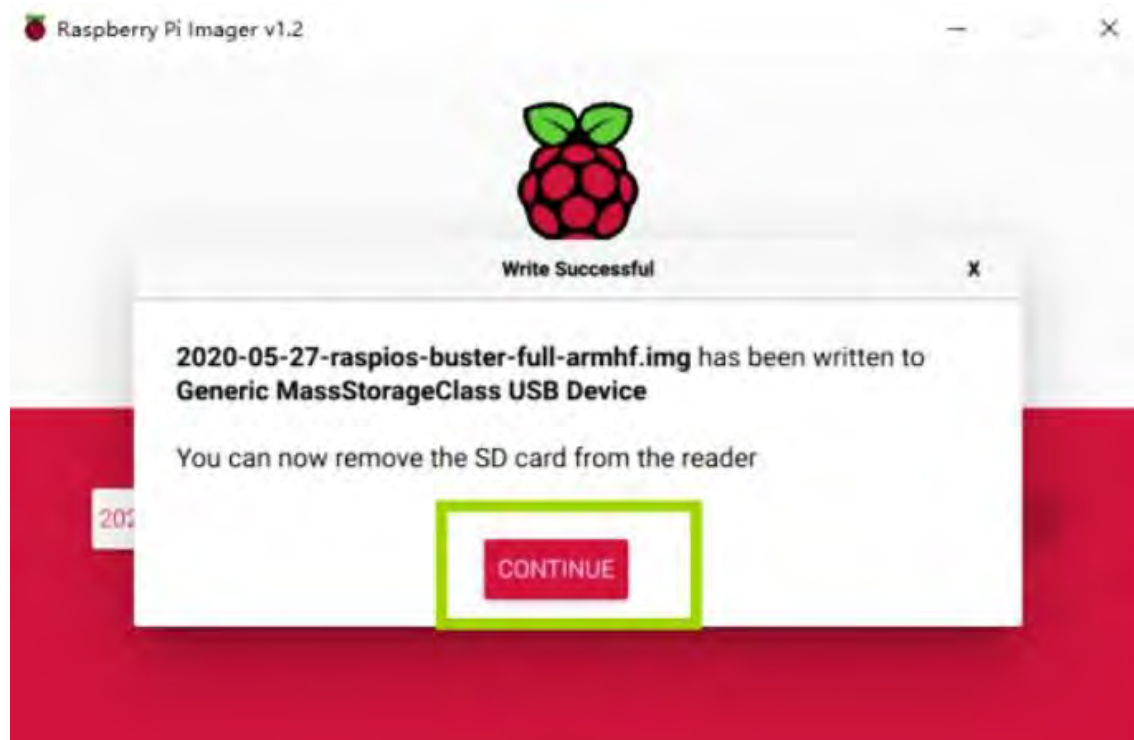 Raspberry Pi Imager v1.2
Write Successful
X
2020-05-27-raspios-buster-full-armhf.img has been written to
Generic MassStorageClass USB Device
You can now remove the SD card from the reader
202
CONTINUE